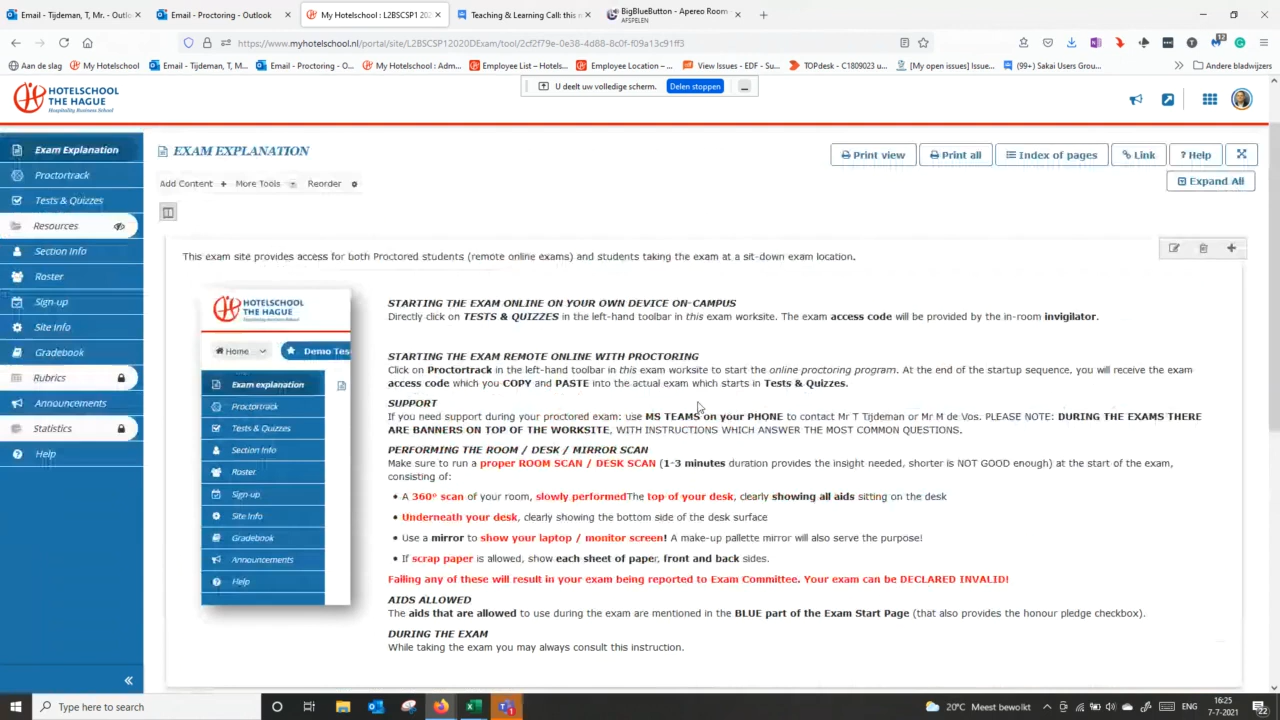 Email - Tijdeman, T, Mr. - Outlo
Email - Proctoring - Outlook
My Hotelschool : L2BSCSP1 202
Teaching & Learning Call: this w
BigBlueButton - Apereo Room -
AFSPELEN
https://www.myhotelschool.nl/portal/site/L2BSCSP12020DExam/tool/2cf2f79e-0e38-4d88-8c0f-f09a13c91ff3
12
Aan de slag
My Hotelschool
Email - Tijdeman, T, M...
Email - Proctoring - O...
My Hotelschool : Adm...
Employee List – Hotels...
Employee Location – ...
View Issues - EDF - Su...
TOPdesk - C1809023 u...
[My open issues] Issue...
(99+) Sakai Users Grou...
Andere bladwijzers
U deelt uw volledige scherm.
Delen stoppen
HOTELSCHOOL
THE HAGUE
Hospitality Business School
Exam Explanation
Proctortrack
Tests & Quizzes
Resources
Section Info
Roster
Sign-up
Site Info
Gradebook
Rubrics
Announcements
Statistics
Help
EXAM EXPLANATION
Print view
Print all
Index of pages
Link
? Help
Expand All
Add Content +
More Tools
Reorder
This exam site provides access for both Proctored students (remote online exams) and students taking the exam at a sit-down exam location.
HOTELSCHOOL
THE HAGUE
Home
Demo Tes
Exam explanation
Proctortrack
Tests & Quizzes
Section Info
Roster
Sign-up
Site Info
Gradebook
Announcements
Help
STARTING THE EXAM ONLINE ON YOUR OWN DEVICE ON-CAMPUS
Directly click on TESTS & QUIZZES in the left-hand toolbar in this exam worksite. The exam access code will be provided by the in-room invigilator.
STARTING THE EXAM REMOTE ONLINE WITH PROCTORING
Click on Proctortrack in the left-hand toolbar in this exam worksite to start the online proctoring program. At the end of the startup sequence, you will receive the exam
access code which you COPY and PASTE into the actual exam which starts in Tests & Quizzes.
SUPPORT
If you need support during your proctored exam: use MS TEAMS on your PHONE to contact Mr T Tijdeman or Mr M de Vos. PLEASE NOTE: DURING THE EXAMS THERE
ARE BANNERS ON TOP OF THE WORKSITE, WITH INSTRUCTIONS WHICH ANSWER THE MOST COMMON QUESTIONS.
PERFORMING THE ROOM / DESK / MIRROR SCAN
Make sure to run a proper ROOM SCAN / DESK SCAN (1-3 minutes duration provides the insight needed, shorter is NOT GOOD enough) at the start of the exam,
consisting of:
• A 360° scan of your room, slowly performedThe top of your desk, clearly showing all aids sitting on the desk
• Underneath your desk, clearly showing the bottom side of the desk surface
• Use a mirror to show your laptop / monitor screen! A make-up pallette mirror will also serve the purpose!
• If scrap paper is allowed, show each sheet of paper, front and back sides.
Failing any of these will result in your exam being reported to Exam Committee. Your exam can be DECLARED INVALID!
AIDS ALLOWED
The aids that are allowed to use during the exam are mentioned in the BLUE part of the Exam Start Page (that also provides the honour pledge checkbox).
DURING THE EXAM
While taking the exam you may always consult this instruction.
Type here to search
20°C Meest bewolkt
ENG
16:25
7-7-2021
22